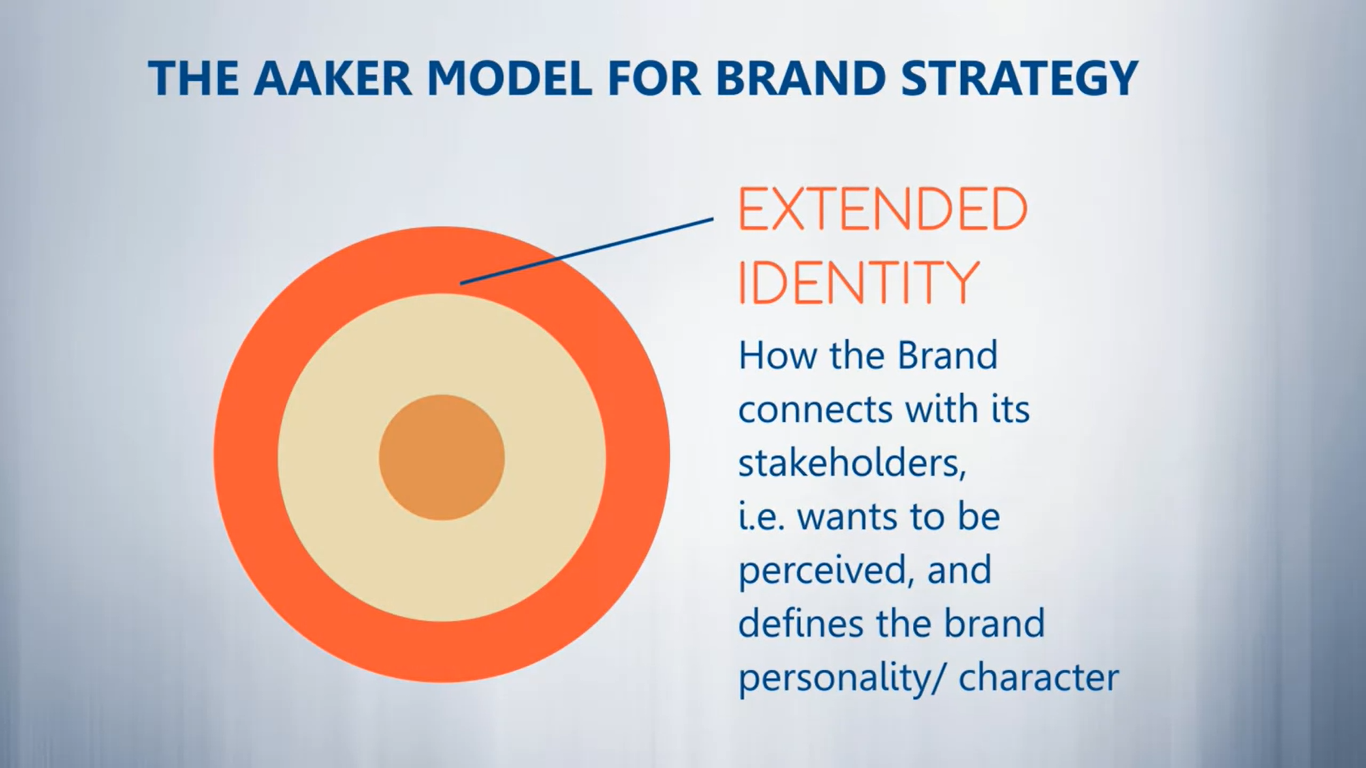 THE AAKER MODEL FOR BRAND STRATEGY
EXTENDED
IDENTITY
How the Brand
connects with its
stakeholders,
i.e. wants to be
perceived, and
defines the brand
personality/ character